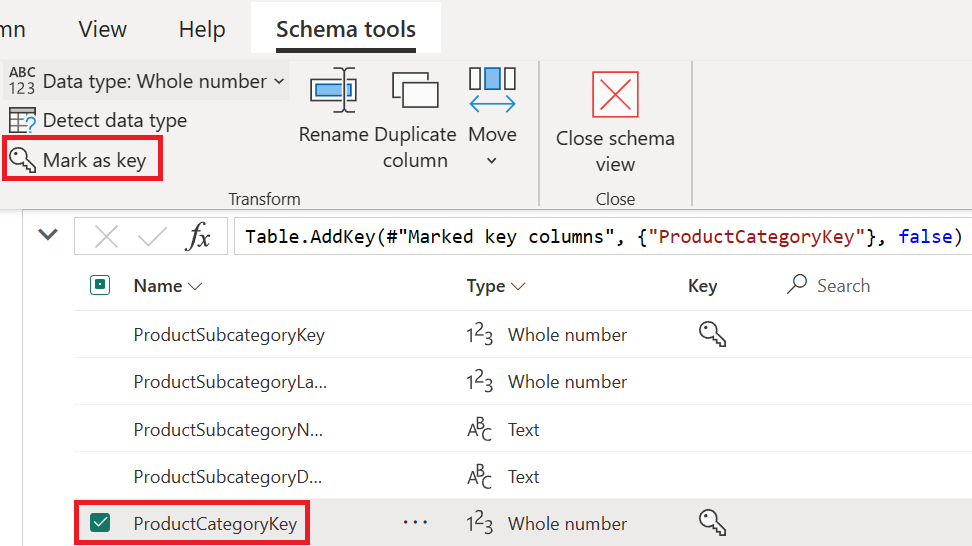 mn View Help Schema tools
ABC 123 Data type: Whole number
Detect data type
Mark as key
Rename
Duplicate column
Move
Transform
Close schema view
Close
fx Table.AddKey(#"Marked key columns", {"ProductCategoryKey"}, false)
Name Type Key Search
ProductSubcategoryKey 123 Whole number
ProductSubcategoryLa... 123 Whole number
ProductSubcategoryN... ABC Text
ProductSubcategoryD... ABC Text
ProductCategoryKey ... 123 Whole number